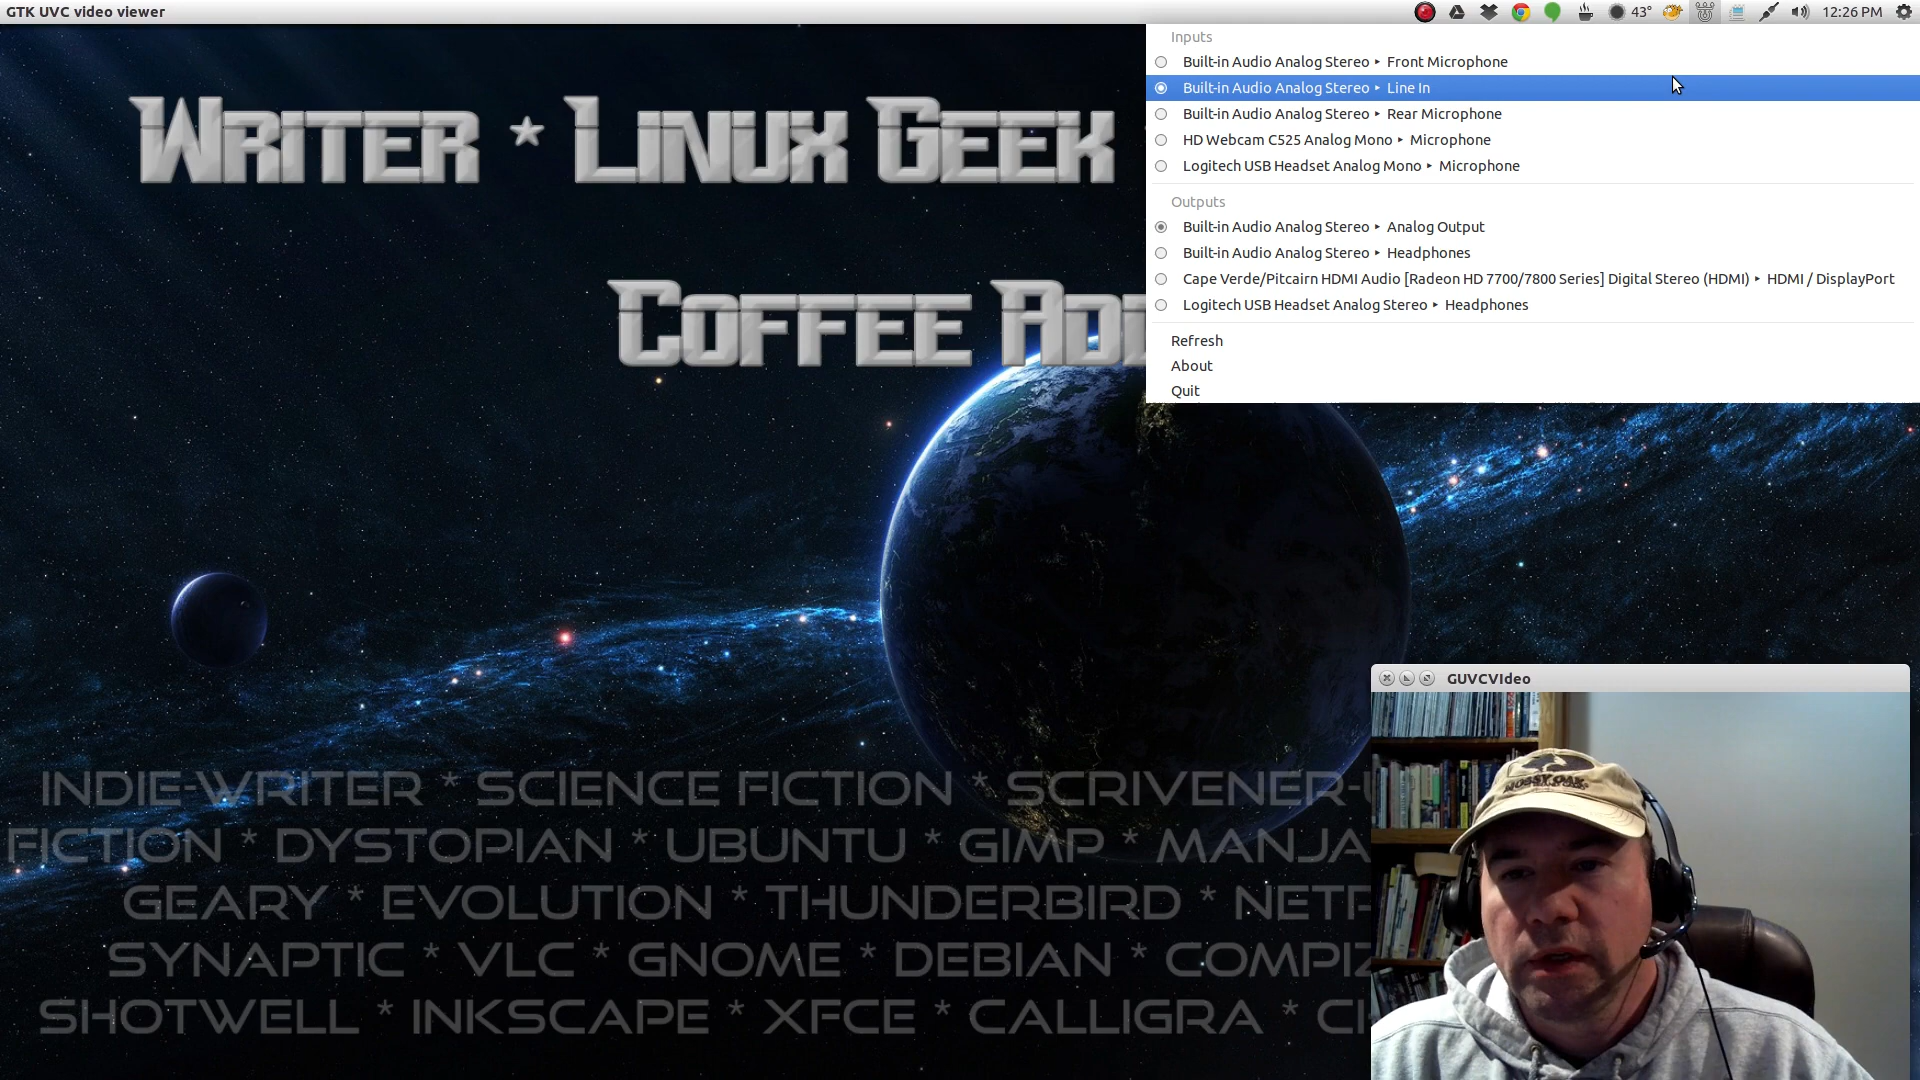 GTK UVC video viewer
43° 12:26 PM
Inputs
Built-in Audio Analog Stereo ‣ Front Microphone
Built-in Audio Analog Stereo ‣ Line In
Built-in Audio Analog Stereo ‣ Rear Microphone
HD Webcam C525 Analog Mono ‣ Microphone
Logitech USB Headset Analog Mono ‣ Microphone
Outputs
Built-in Audio Analog Stereo ‣ Analog Output
Built-in Audio Analog Stereo ‣ Headphones
Cape Verde/Pitcairn HDMI Audio [Radeon HD 7700/7800 Series] Digital Stereo (HDMI) ‣ HDMI / DisplayPort
Logitech USB Headset Analog Stereo ‣ Headphones
Refresh
About
Quit
Writer * Linux Geek
Coffee
GUVCVIdeo
MOSSY OAK
INDIE-WRITER * SCIENCE FICTION * SCRIVENER-
FICTION * DYSTOPIAN * UBUNTU * GIMP * MANJA
GEARY * EVOLUTION * THUNDERBIRD * NET
SYNAPTIC * VLC * GNOME * DEBIAN * COMPIZ
SHOTWELL * INKSCAPE * XFCE * CALLIGRA *